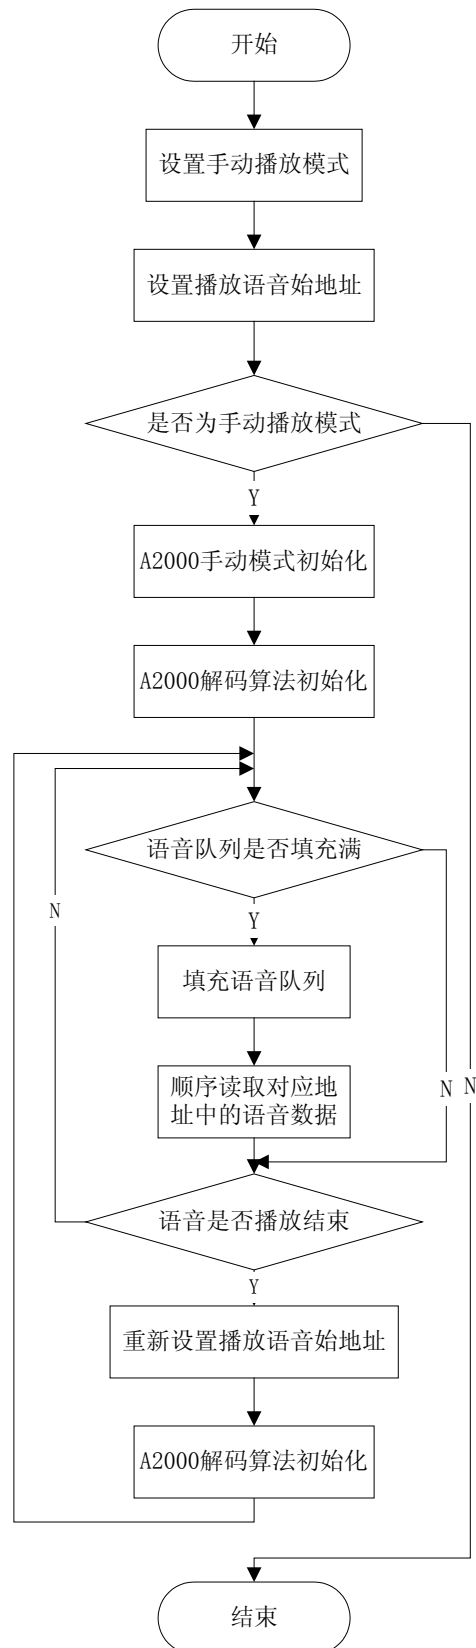 开始
设置手动播放模式
设置播放语音始地址
是否为手动播放模式
Y
A2000手动模式初始化
A2000解码算法初始化
语音队列是否填充满
N
Y
填充语音队列
顺序读取对应地
址中的语音数据
N
N
语音是否播放结束
Y
重新设置播放语音始地址
A2000解码算法初始化
结束